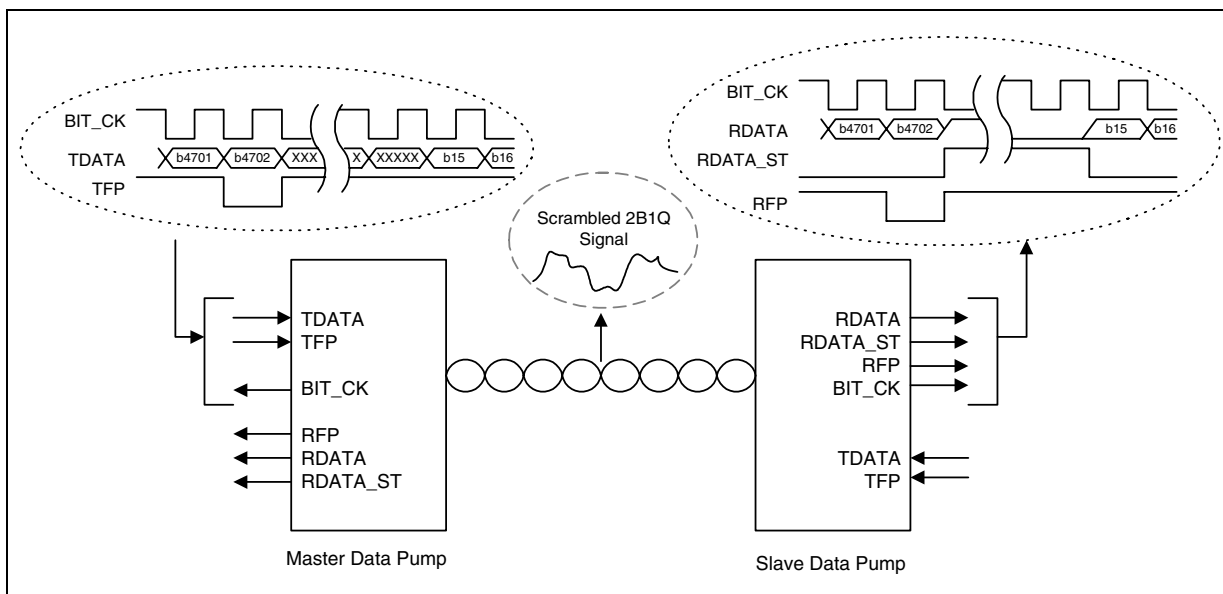 BIT_CK
TDATA
b4701 b4702 XXX X XXXXX b15 b16
TFP
BIT_CK
RDATA
b4701 b4702 b15 b16
RDATA_ST
RFP
Scrambled 2B1Q
Signal
TDATA
TFP
BIT_CK
RFP
RDATA
RDATA_ST
Master Data Pump
RDATA
RDATA_ST
RFP
BIT_CK
TDATA
TFP
Slave Data Pump